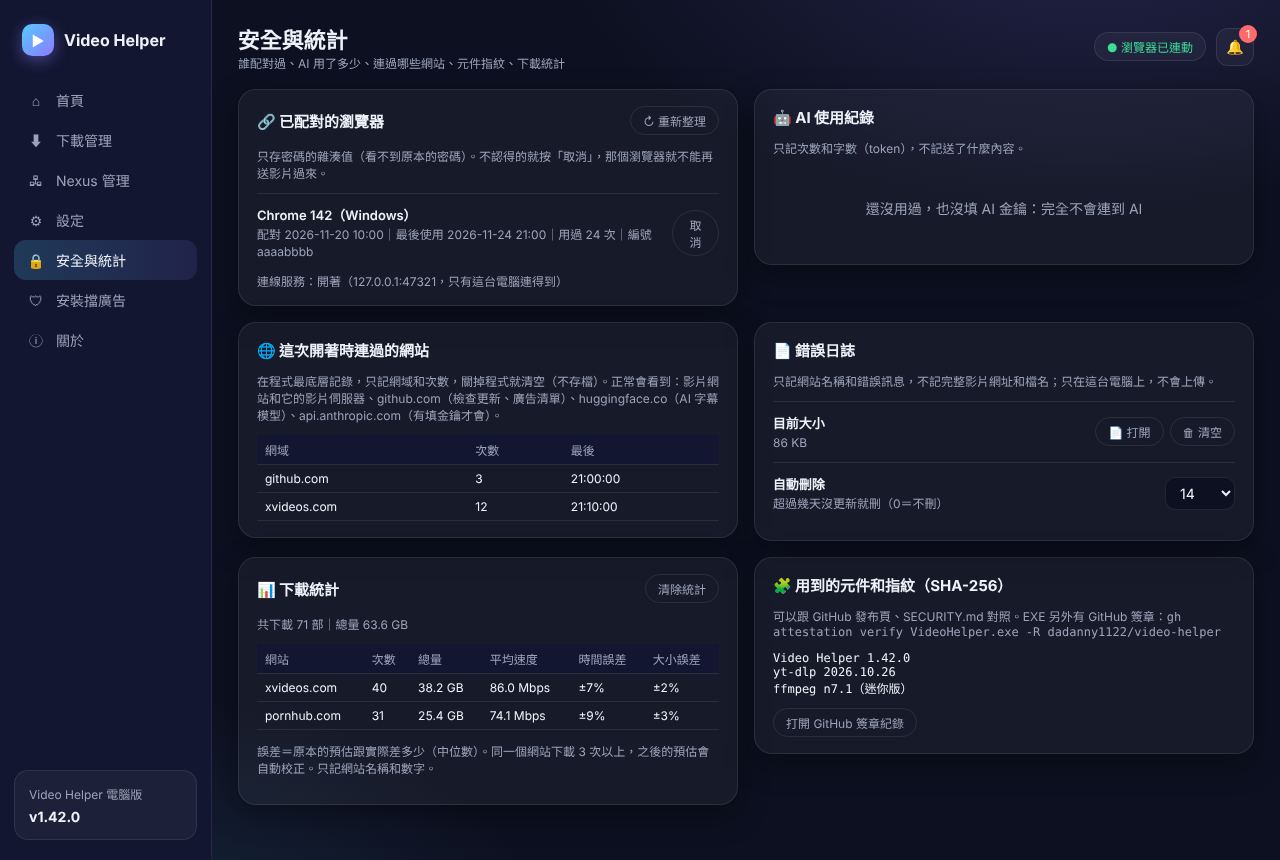 Video Helper
首頁
下載管理
Nexus 管理
設定
安全與統計
安裝擋廣告
關於
Video Helper 電腦版
v1.42.0
安全與統計
誰配對過、AI 用了多少、連過哪些網站、元件指紋、下載統計
瀏覽器已連動
1
已配對的瀏覽器
重新整理
只存密碼的雜湊值（看不到原本的密碼）。不認得的就按「取消」，那個瀏覽器就不能再
送影片過來。
Chrome 142（Windows）
配對 2026-11-20 10:00｜最後使用 2026-11-24 21:00｜用過 24 次｜編號
aaaabbbb
取
消
連線服務：開著（127.0.0.1:47321，只有這台電腦連得到）
AI 使用紀錄
只記次數和字數（token），不記送了什麼內容。
還沒用過，也沒填 AI 金鑰：完全不會連到 AI
這次開著時連過的網站
在程式最底層記錄，只記網域和次數，關掉程式就清空（不存檔）。正常會看到：影片網
站和它的影片伺服器、github.com（檢查更新、廣告清單）、huggingface.co（AI 字幕
模型）、api.anthropic.com（有填金鑰才會）。
網域 次數 最後
github.com 3 21:00:00
xvideos.com 12 21:10:00
錯誤日誌
只記網站名稱和錯誤訊息，不記完整影片網址和檔名；只在這台電腦上，不會上傳。
目前大小
86 KB
打開 清空
自動刪除
超過幾天沒更新就刪（0＝不刪）
14
下載統計
清除統計
共下載 71 部｜總量 63.6 GB
網站 次數 總量 平均速度 時間誤差 大小誤差
xvideos.com 40 38.2 GB 86.0 Mbps ±7% ±2%
pornhub.com 31 25.4 GB 74.1 Mbps ±9% ±3%
誤差＝原本的預估跟實際差多少（中位數）。同一個網站下載 3 次以上，之後的預估會
自動校正。只記網站名稱和數字。
用到的元件和指紋（SHA-256）
可以跟 GitHub 發布頁、SECURITY.md 對照。EXE 另外有 GitHub 簽章：gh
attestation verify VideoHelper.exe -R dadanny1122/video-helper
Video Helper 1.42.0
yt-dlp 2026.10.26
ffmpeg n7.1（迷你版）
打開 GitHub 簽章紀錄